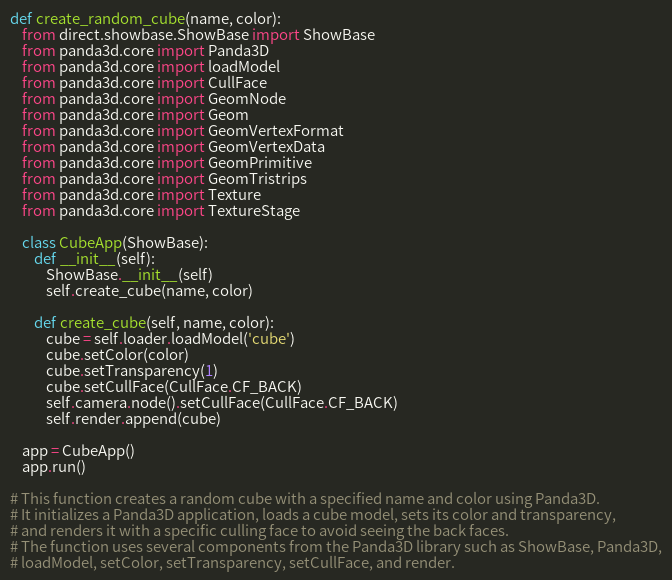 def create_random_cube(name, color):
    from direct.showbase.ShowBase import ShowBase
    from panda3d.core import Panda3D
    from panda3d.core import loadModel
    from panda3d.core import CullFace
    from panda3d.core import GeomNode
    from panda3d.core import Geom
    from panda3d.core import GeomVertexFormat
    from panda3d.core import GeomVertexData
    from panda3d.core import GeomPrimitive
    from panda3d.core import GeomTristrips
    from panda3d.core import Texture
    from panda3d.core import TextureStage

    class CubeApp(ShowBase):
        def __init__(self):
            ShowBase.__init__(self)
            self.create_cube(name, color)

        def create_cube(self, name, color):
            cube = self.loader.loadModel('cube')
            cube.setColor(color)
            cube.setTransparency(1)
            cube.setCullFace(CullFace.CF_BACK)
            self.camera.node().setCullFace(CullFace.CF_BACK)
            self.render.append(cube)

    app = CubeApp()
    app.run()

# This function creates a random cube with a specified name and color using Panda3D.
# It initializes a Panda3D application, loads a cube model, sets its color and transparency,
# and renders it with a specific culling face to avoid seeing the back faces.
# The function uses several components from the Panda3D library such as ShowBase, Panda3D,
# loadModel, setColor, setTransparency, setCullFace, and render.